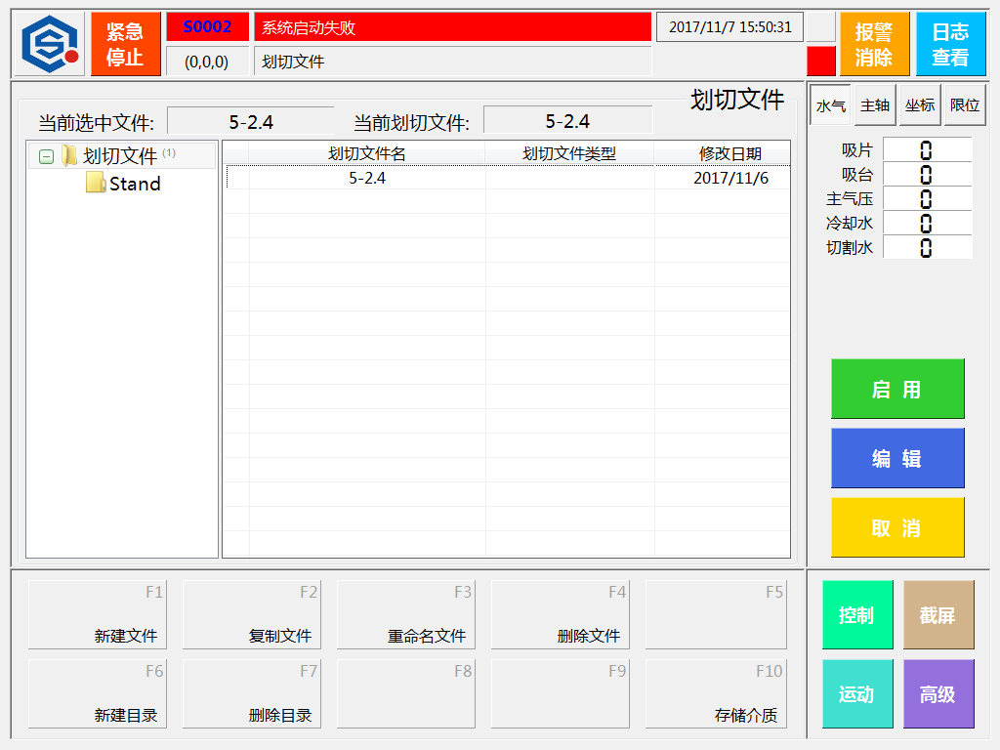 紧急
停止
S0002
系统启动失败
2017/11/7 15:50:31
报警
消除
日志
查看
(0,0,0)
划切文件
划切文件
当前选中文件:
5-2.4
当前划切文件:
5-2.4
水气
主轴
坐标
限位
划切文件 (1)
Stand
划切文件名
划切文件类型
修改日期
5-2.4
2017/11/6
吸片
0
吸台
0
主气压
0
冷却水
0
切割水
0
启 用
编 辑
取 消
F1
新建文件
F2
复制文件
F3
重命名文件
F4
删除文件
F5
F6
新建目录
F7
删除目录
F8
F9
F10
存储介质
控制
截屏
运动
高级